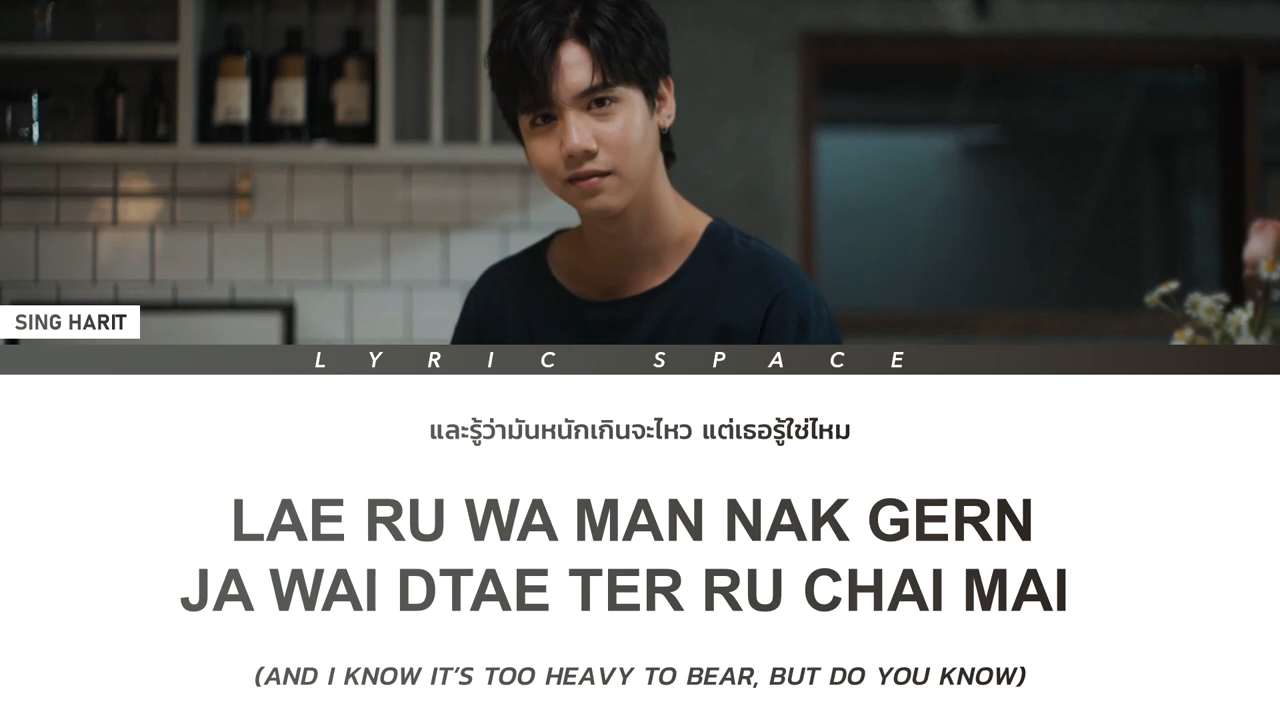 SING HARIT
LYRIC SPACE
และรู้ว่ามันหนักเกินจะไหว แต่เธอรู้ใช่ไหม
LAE RU WA MAN NAK GERN
JA WAI DTAE TER RU CHAI MAI
(AND I KNOW IT'S TOO HEAVY TO BEAR, BUT DO YOU KNOW)